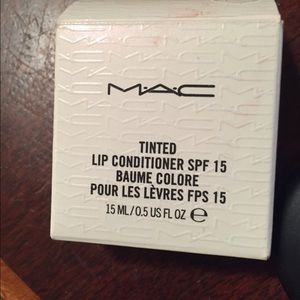 M·A·C
TINTED
LIP CONDITIONER SPF 15
BAUME COLORE
POUR LES LÈVRES FPS 15
15 ML / 0.5 US FL OZ ℮